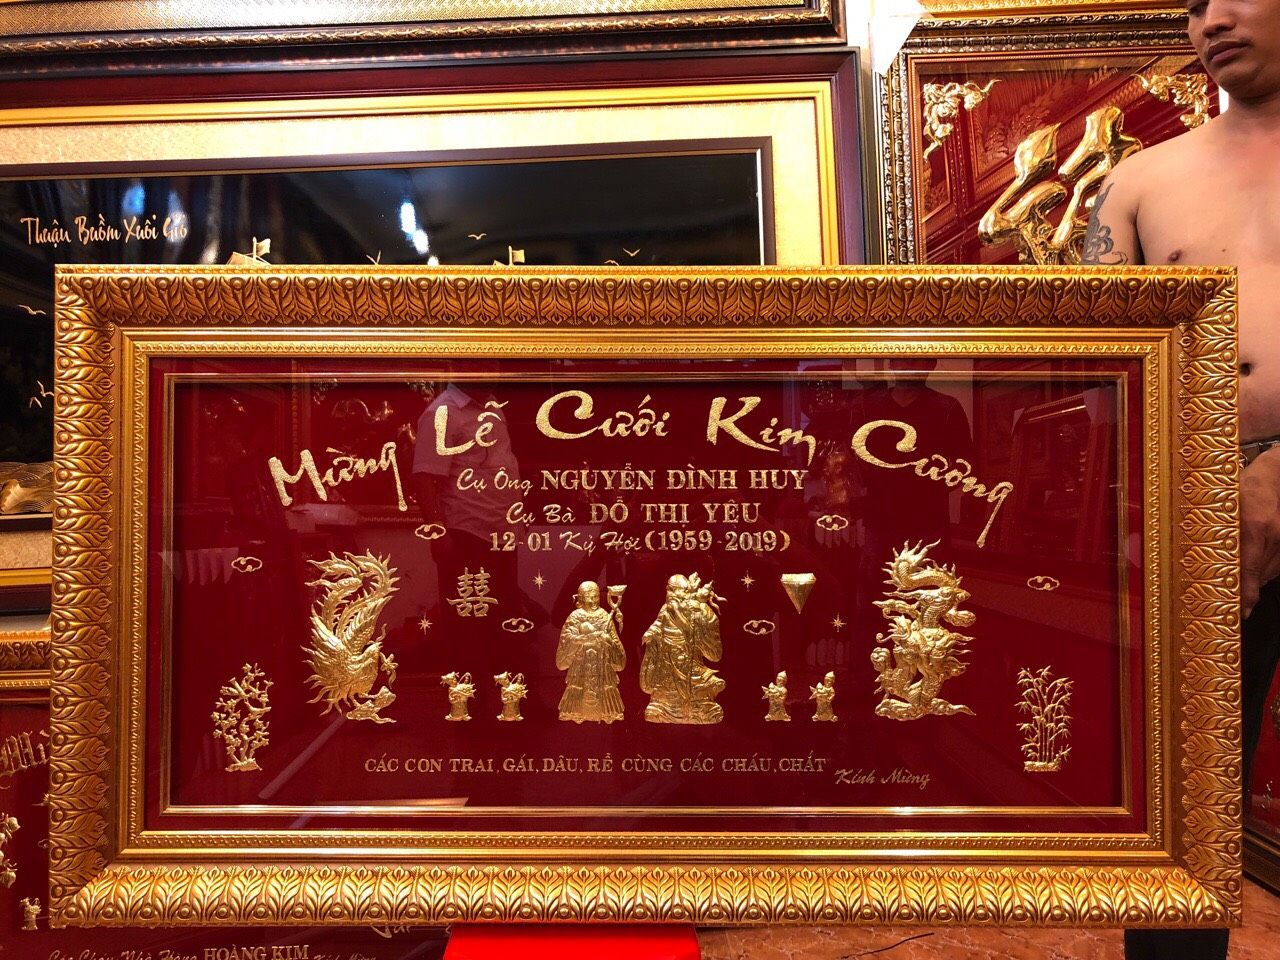 Thuận Buồm Xuôi Gió
Mừng Lễ Cưới Kim Cương
Cụ Ông NGUYỄN ĐÌNH HUY
Cụ Bà ĐỖ THỊ YÊU
12-01 Kỷ Hợi (1959-2019)
囍
CÁC CON TRAI, GÁI, DÂU, RỂ CÙNG CÁC CHÁU, CHẮT
Kính Mừng
HOÀNG KIM
Kính Mừng